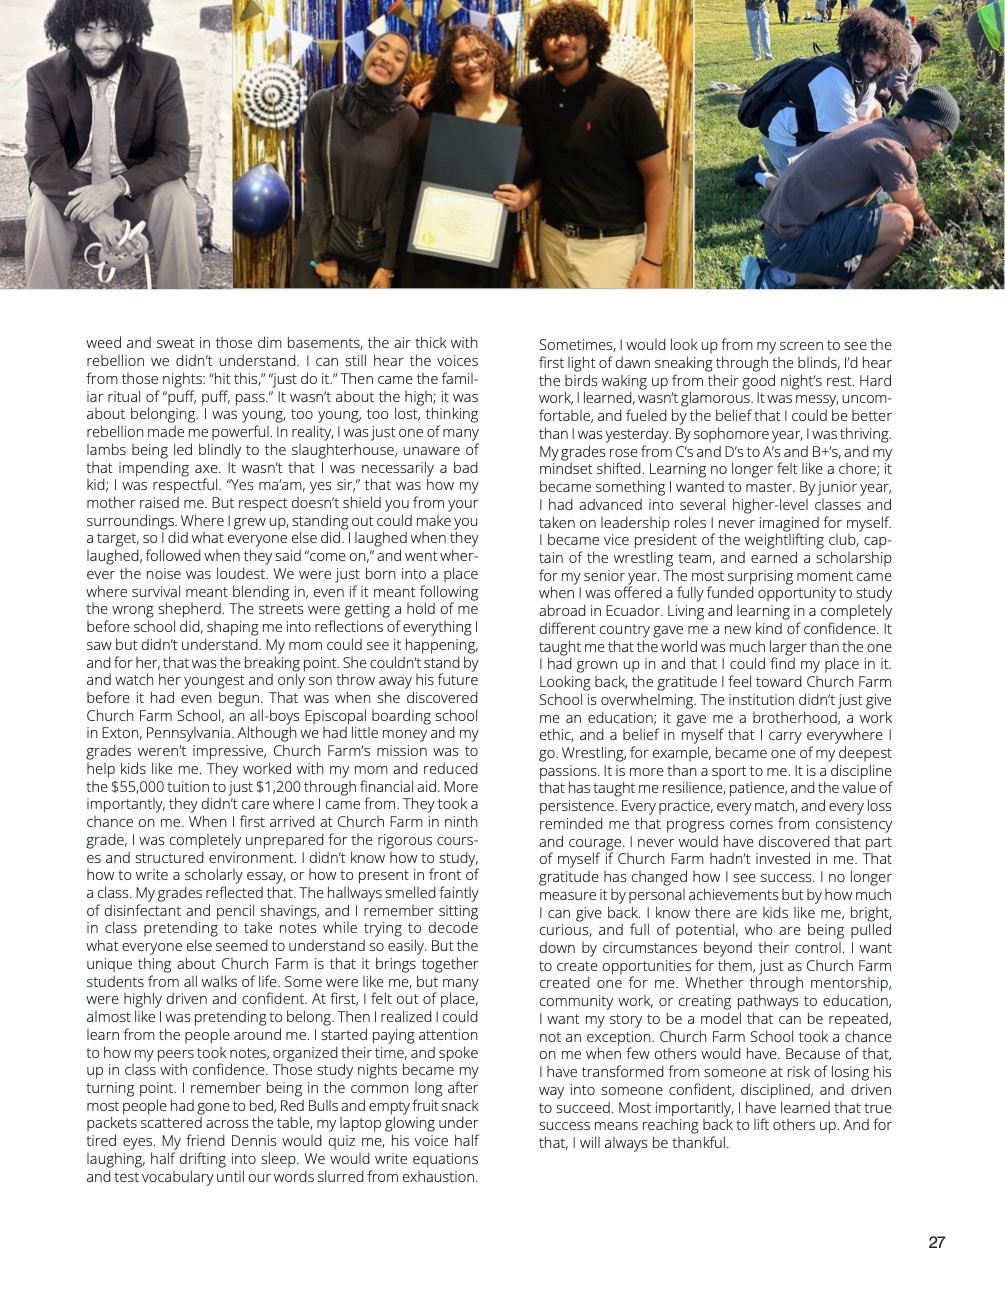 weed and sweat in those dim basements, the air thick with
rebellion we didn't understand. I can still hear the voices
from those nights: "hit this," "just do it." Then came the famil-
iar ritual of "puff, puff, pass." It wasn't about the high; it was
about belonging. I was young, too young, too lost, thinking
rebellion made me powerful. In reality, I was just one of many
lambs being led blindly to the slaughterhouse, unaware of
that impending axe. It wasn't that I was necessarily a bad
kid; I was respectful. "Yes ma'am, yes sir," that was how my
mother raised me. But respect doesn't shield you from your
surroundings. Where I grew up, standing out could make you
a target, so I did what everyone else did. I laughed when they
laughed, followed when they said "come on," and went wher-
ever the noise was loudest. We were just born into a place
where survival meant blending in, even if it meant following
the wrong shepherd. The streets were getting a hold of me
before school did, shaping me into reflections of everything I
saw but didn't understand. My mom could see it happening,
and for her, that was the breaking point. She couldn't stand by
and watch her youngest and only son throw away his future
before it had even begun. That was when she discovered
Church Farm School, an all-boys Episcopal boarding school
in Exton, Pennsylvania. Although we had little money and my
grades weren't impressive, Church Farm's mission was to
help kids like me. They worked with my mom and reduced
the $55,000 tuition to just $1,200 through financial aid. More
importantly, they didn't care where I came from. They took a
chance on me. When I first arrived at Church Farm in ninth
grade, I was completely unprepared for the rigorous cours-
es and structured environment. I didn't know how to study,
how to write a scholarly essay, or how to present in front of
a class. My grades reflected that. The hallways smelled faintly
of disinfectant and pencil shavings, and I remember sitting
in class pretending to take notes while trying to decode
what everyone else seemed to understand so easily. But the
unique thing about Church Farm is that it brings together
students from all walks of life. Some were like me, but many
were highly driven and confident. At first, I felt out of place,
almost like I was pretending to belong. Then I realized I could
learn from the people around me. I started paying attention
to how my peers took notes, organized their time, and spoke
up in class with confidence. Those study nights became my
turning point. I remember being in the common long after
most people had gone to bed, Red Bulls and empty fruit snack
packets scattered across the table, my laptop glowing under
tired eyes. My friend Dennis would quiz me, his voice half
laughing, half drifting into sleep. We would write equations
and test vocabulary until our words slurred from exhaustion.
Sometimes, I would look up from my screen to see the
first light of dawn sneaking through the blinds, I'd hear
the birds waking up from their good night's rest. Hard
work, I learned, wasn't glamorous. It was messy, uncom-
fortable, and fueled by the belief that I could be better
than I was yesterday. By sophomore year, I was thriving.
My grades rose from C's and D's to A's and B+'s, and my
mindset shifted. Learning no longer felt like a chore; it
became something I wanted to master. By junior year,
I had advanced into several higher-level classes and
taken on leadership roles I never imagined for myself.
I became vice president of the weightlifting club, cap-
tain of the wrestling team, and earned a scholarship
for my senior year. The most surprising moment came
when I was offered a fully funded opportunity to study
abroad in Ecuador. Living and learning in a completely
different country gave me a new kind of confidence. It
taught me that the world was much larger than the one
I had grown up in and that I could find my place in it.
Looking back, the gratitude I feel toward Church Farm
School is overwhelming. The institution didn't just give
me an education; it gave me a brotherhood, a work
ethic, and a belief in myself that I carry everywhere I
go. Wrestling, for example, became one of my deepest
passions. It is more than a sport to me. It is a discipline
that has taught me resilience, patience, and the value of
persistence. Every practice, every match, and every loss
reminded me that progress comes from consistency
and courage. I never would have discovered that part
of myself if Church Farm hadn't invested in me. That
gratitude has changed how I see success. I no longer
measure it by personal achievements but by how much
I can give back. I know there are kids like me, bright,
curious, and full of potential, who are being pulled
down by circumstances beyond their control. I want
to create opportunities for them, just as Church Farm
created one for me. Whether through mentorship,
community work, or creating pathways to education,
I want my story to be a model that can be repeated,
not an exception. Church Farm School took a chance
on me when few others would have. Because of that,
I have transformed from someone at risk of losing his
way into someone confident, disciplined, and driven
to succeed. Most importantly, I have learned that true
success means reaching back to lift others up. And for
that, I will always be thankful.
27